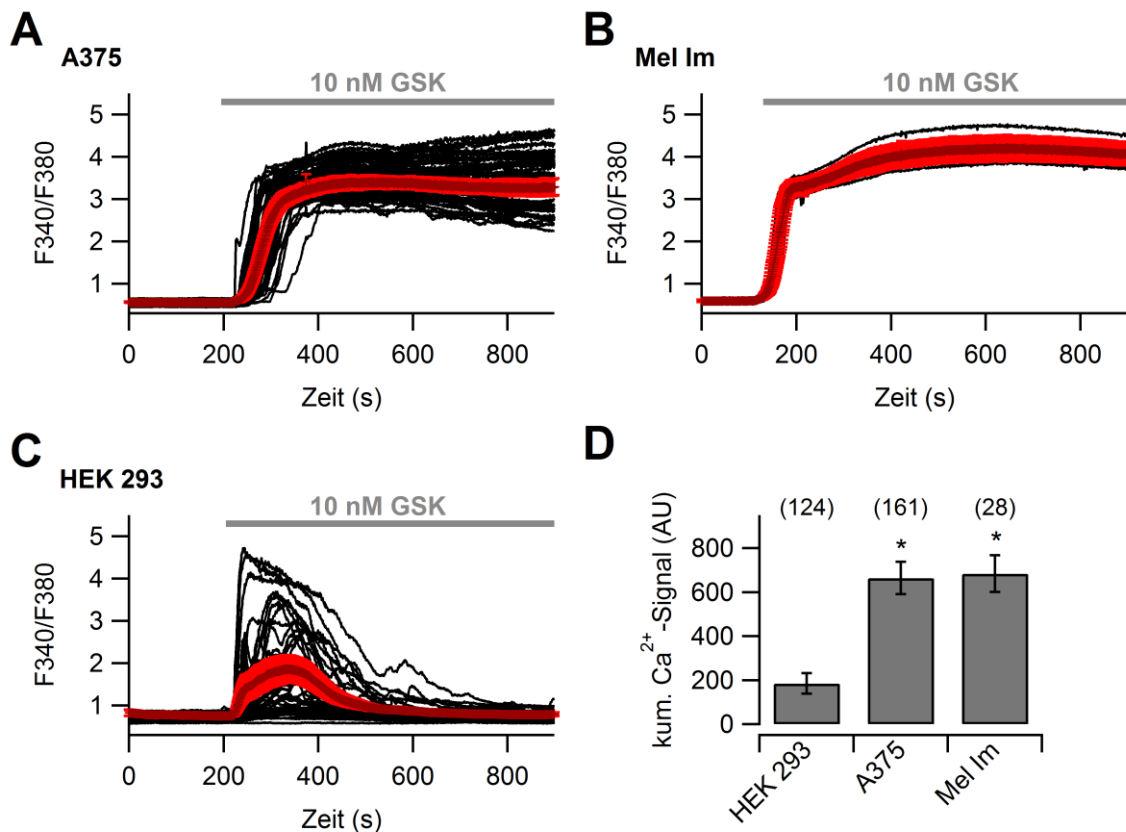 A
A375
10 nM GSK
5
4
3
2
1
F340/F380
0
200
400
600
800
Zeit (s)
B
Mel Im
10 nM GSK
5
4
3
2
1
F340/F380
0
200
400
600
800
Zeit (s)
C
HEK 293
10 nM GSK
5
4
3
2
1
F340/F380
0
200
400
600
800
Zeit (s)
D
(124)
(161)
(28)
*
*
800
600
400
200
0
kum. Ca²⁺-Signal (AU)
HEK 293
A375
Mel Im